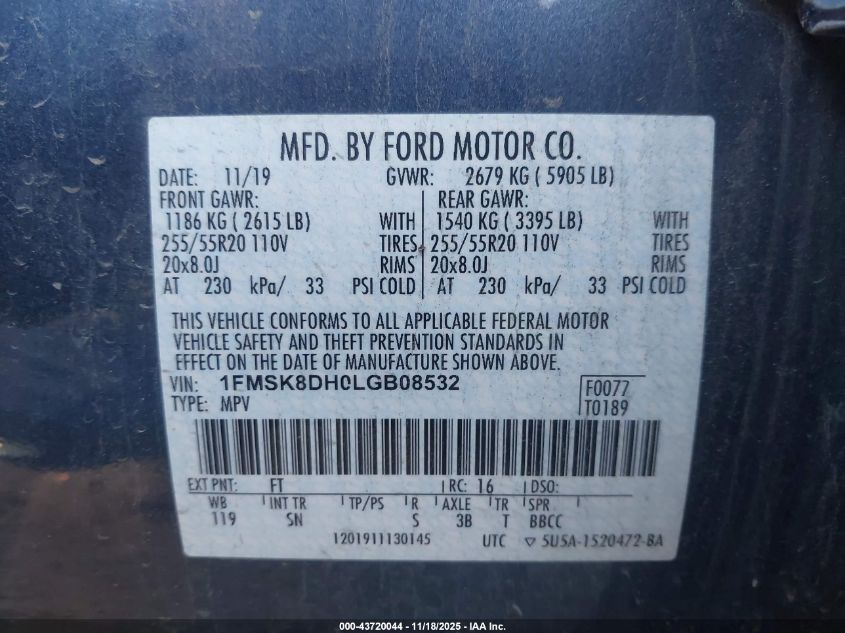 MFD. BY FORD MOTOR CO.
DATE: 11/19 GVWR: 2679 KG ( 5905 LB)
FRONT GAWR: REAR GAWR:
1186 KG ( 2615 LB) WITH 1540 KG ( 3395 LB) WITH
255/55R20 110V TIRES 255/55R20 110V TIRES
20x8.0J RIMS 20x8.0J RIMS
AT 230 kPa/ 33 PSI COLD AT 230 kPa/ 33 PSI COLD
THIS VEHICLE CONFORMS TO ALL APPLICABLE FEDERAL MOTOR
VEHICLE SAFETY AND THEFT PREVENTION STANDARDS IN
EFFECT ON THE DATE OF MANUFACTURE SHOWN ABOVE.
VIN: 1FMSK8DH0LGB08532 F0077
TYPE: MPV T0189
EXT PNT: FT RC: 16 DSO:
WB INT TR TP/PS R AXLE TR SPR
119 SN S 3B T BBCC
1201911130145 UTC ▽ SU5A-1520472-BA
000-43720044 - 11/18/2025 - IAA Inc.